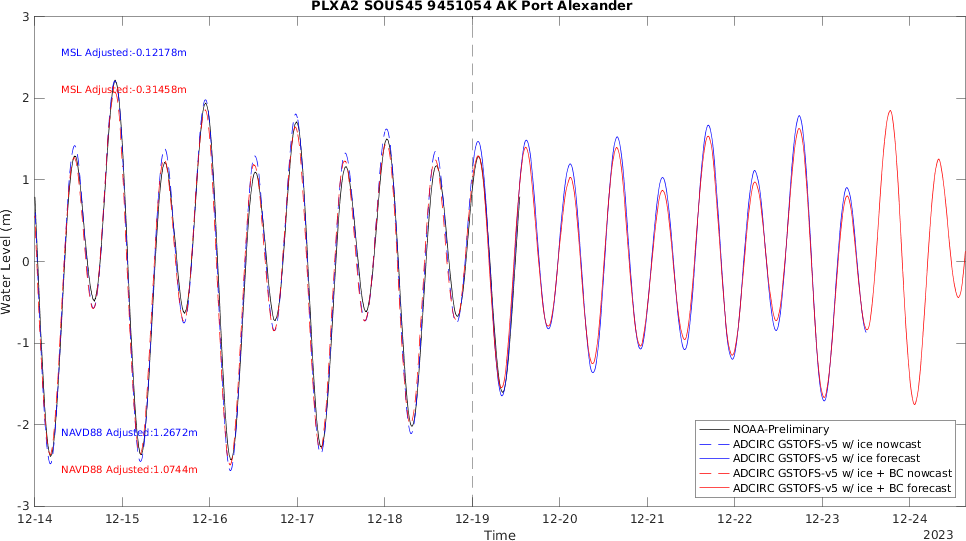 PLXA2 SOUS45 9451054 AK Port Alexander
3
MSL Adjusted:-0.12178m
2
MSL Adjusted:-0.31458m
1
Water Level (m)
0
-1
-2
NAVD88 Adjusted:1.2672m
NAVD88 Adjusted:1.0744m
-3
NOAA-Preliminary
ADCIRC GSTOFS-v5 w/ ice nowcast
ADCIRC GSTOFS-v5 w/ ice forecast
ADCIRC GSTOFS-v5 w/ ice + BC nowcast
ADCIRC GSTOFS-v5 w/ ice + BC forecast
12-14 12-15 12-16 12-17 12-18 12-19 12-20 12-21 12-22 12-23 12-24
Time
2023